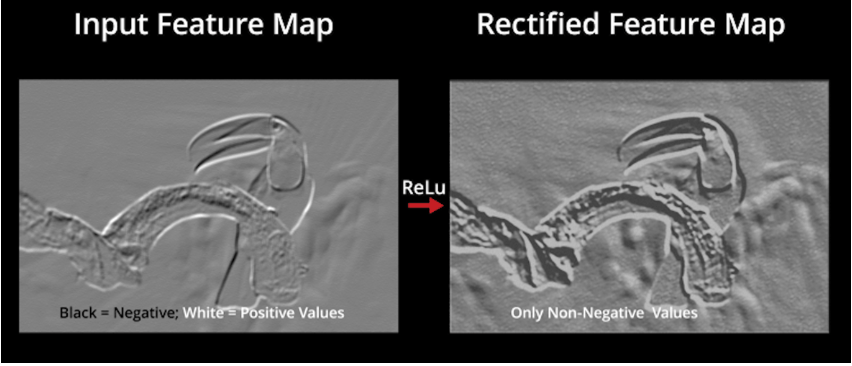 Input Feature Map
Rectified Feature Map
ReLu
Black = Negative; White = Positive Values
Only Non-Negative Values